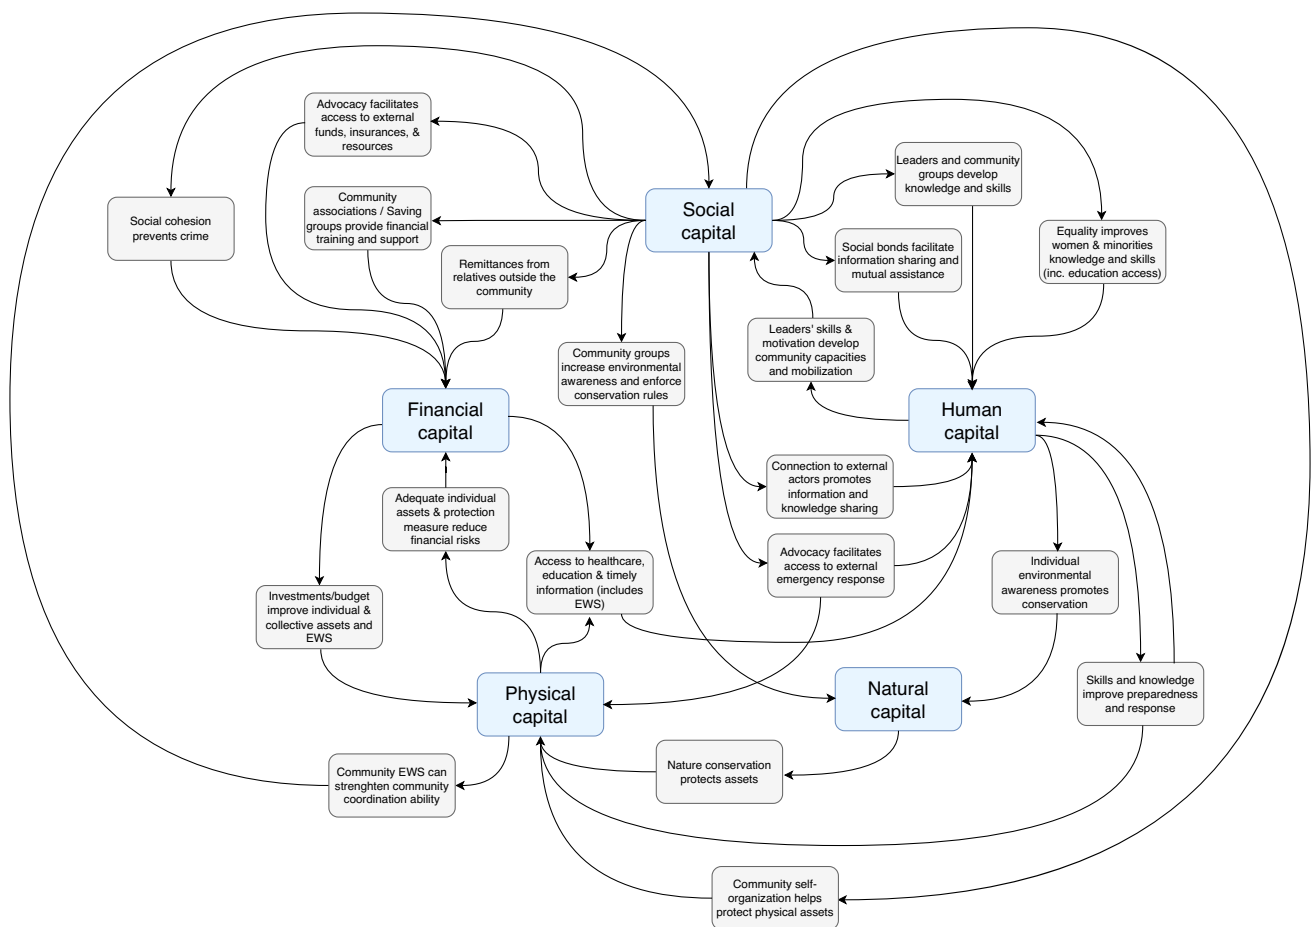 Advocacy facilitates
access to external
funds, insurances, &
resources
Leaders and community
groups develop
knowledge and skills
Community
associations / Saving
groups provide financial
training and support
Social cohesion
prevents crime
Social
capital
Equality improves
women & minorities
knowledge and skills
(inc. education access)
Social bonds facilitate
information sharing and
mutual assistance
Remittances from
relatives outside the
community
Leaders' skills &
motivation develop
community capacities
and mobilization
Community groups
increase environmental
awareness and enforce
conservation rules
Financial
capital
Human
capital
Connection to external
actors promotes
information and
knowledge sharing
Adequate individual
assets & protection
measure reduce
financial risks
Advocacy facilitates
access to external
emergency response
Access to healthcare,
education & timely
information (includes
EWS)
Individual
environmental
awareness promotes
conservation
Investments/budget
improve individual &
collective assets and
EWS
Skills and knowledge
improve preparedness
and response
Physical
capital
Natural
capital
Nature conservation
protects assets
Community EWS can
strenghten community
coordination ability
Community self-
organization helps
protect physical assets